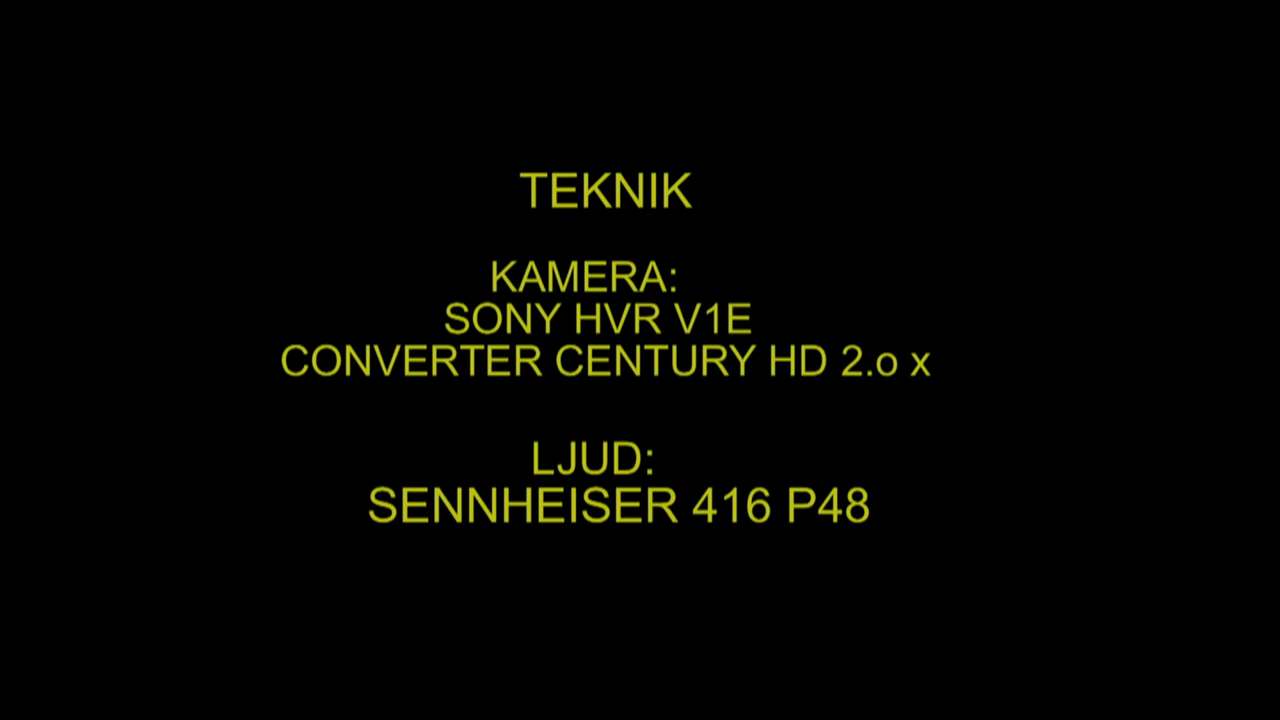 TEKNIK
KAMERA:
SONY HVR V1E
CONVERTER CENTURY HD 2.o x
LJUD:
SENNHEISER 416 P48